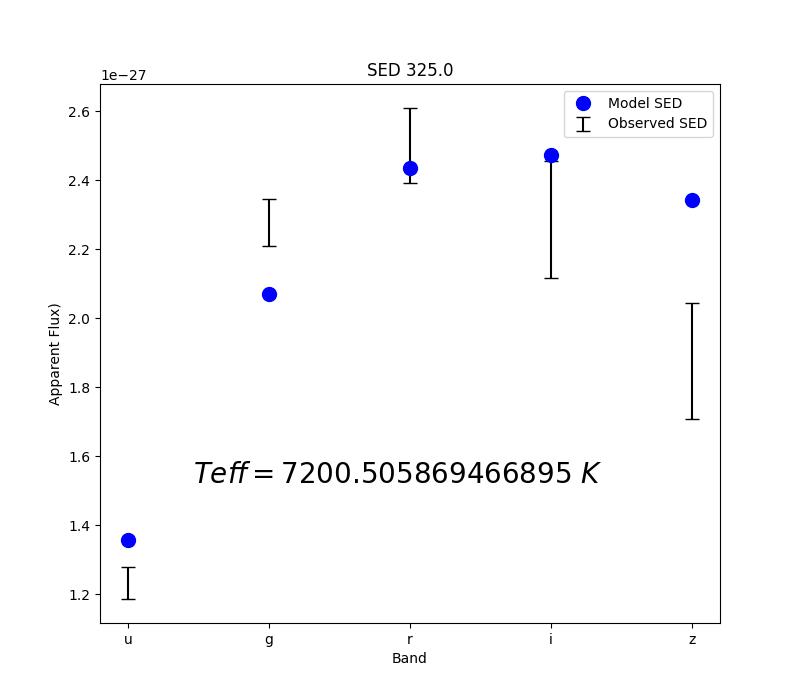 SED 325.0
1e−27
Model SED
Observed SED
2.6
2.4
2.2
2.0
1.8
1.6
1.4
1.2
Apparent Flux)
Teff = 7200.505869466895 K
u g r i z
Band